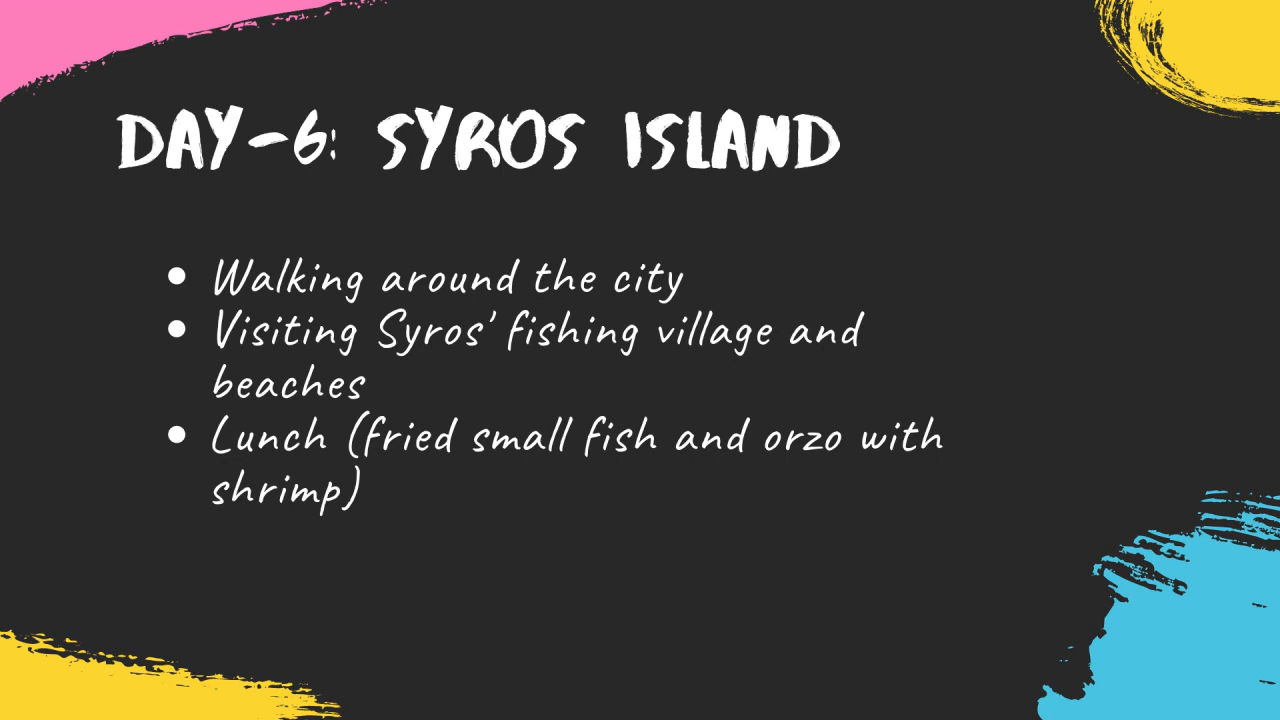 DAY-6: SYROS ISLAND
• Walking around the city
• Visiting Syros' fishing village and
beaches
• Lunch (fried small fish and orzo with
shrimp)